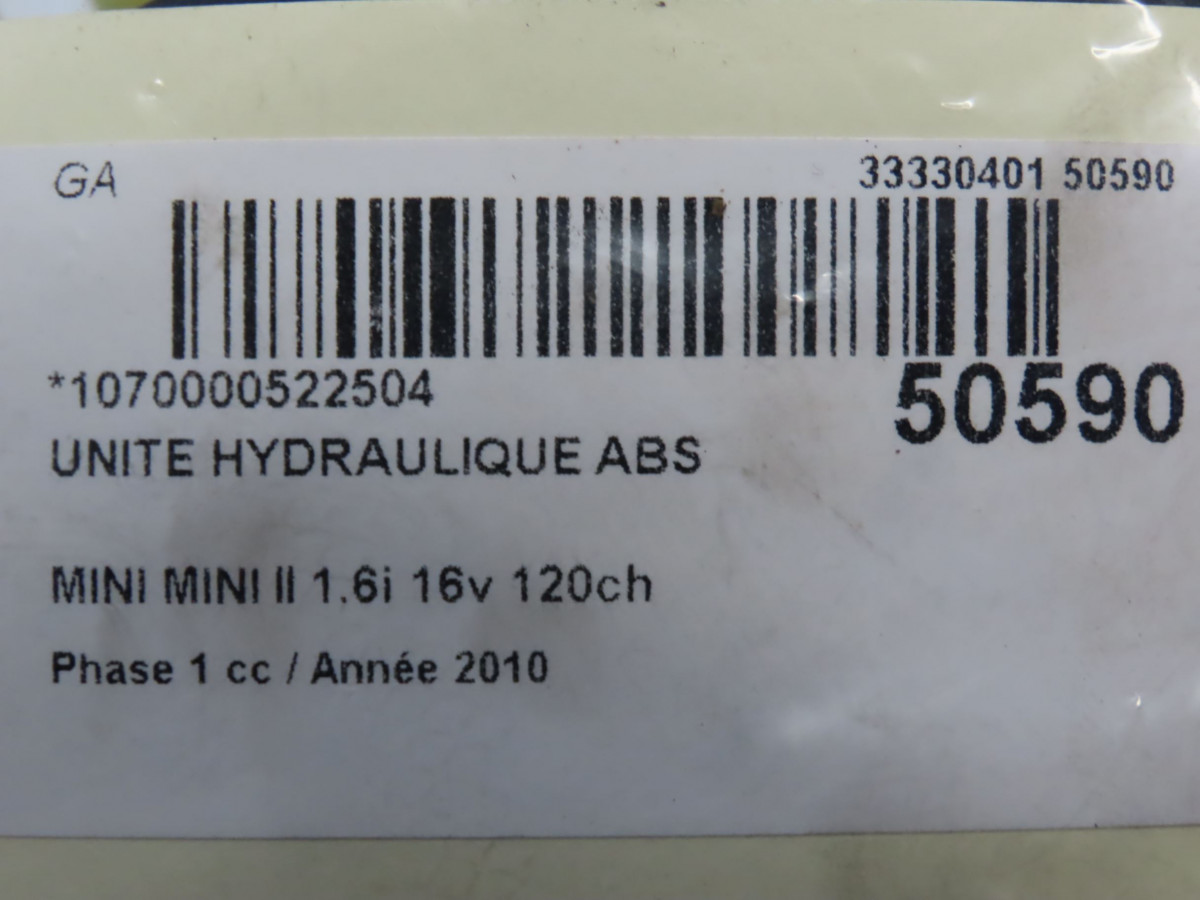 GA
33330401 50590
*1070000522504
50590
UNITE HYDRAULIQUE ABS
MINI MINI II 1.6i 16v 120ch
Phase 1 cc / Année 2010